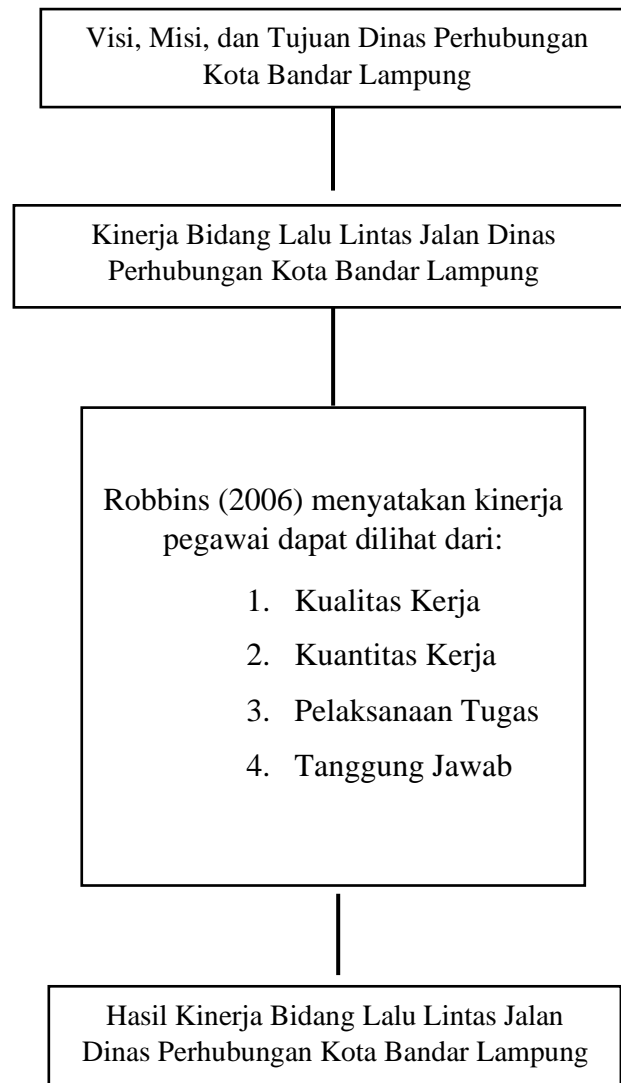 Visi, Misi, dan Tujuan Dinas Perhubungan
Kota Bandar Lampung
Kinerja Bidang Lalu Lintas Jalan Dinas
Perhubungan Kota Bandar Lampung
Robbins (2006) menyatakan kinerja
pegawai dapat dilihat dari:
1. Kualitas Kerja
2. Kuantitas Kerja
3. Pelaksanaan Tugas
4. Tanggung Jawab
Hasil Kinerja Bidang Lalu Lintas Jalan
Dinas Perhubungan Kota Bandar Lampung